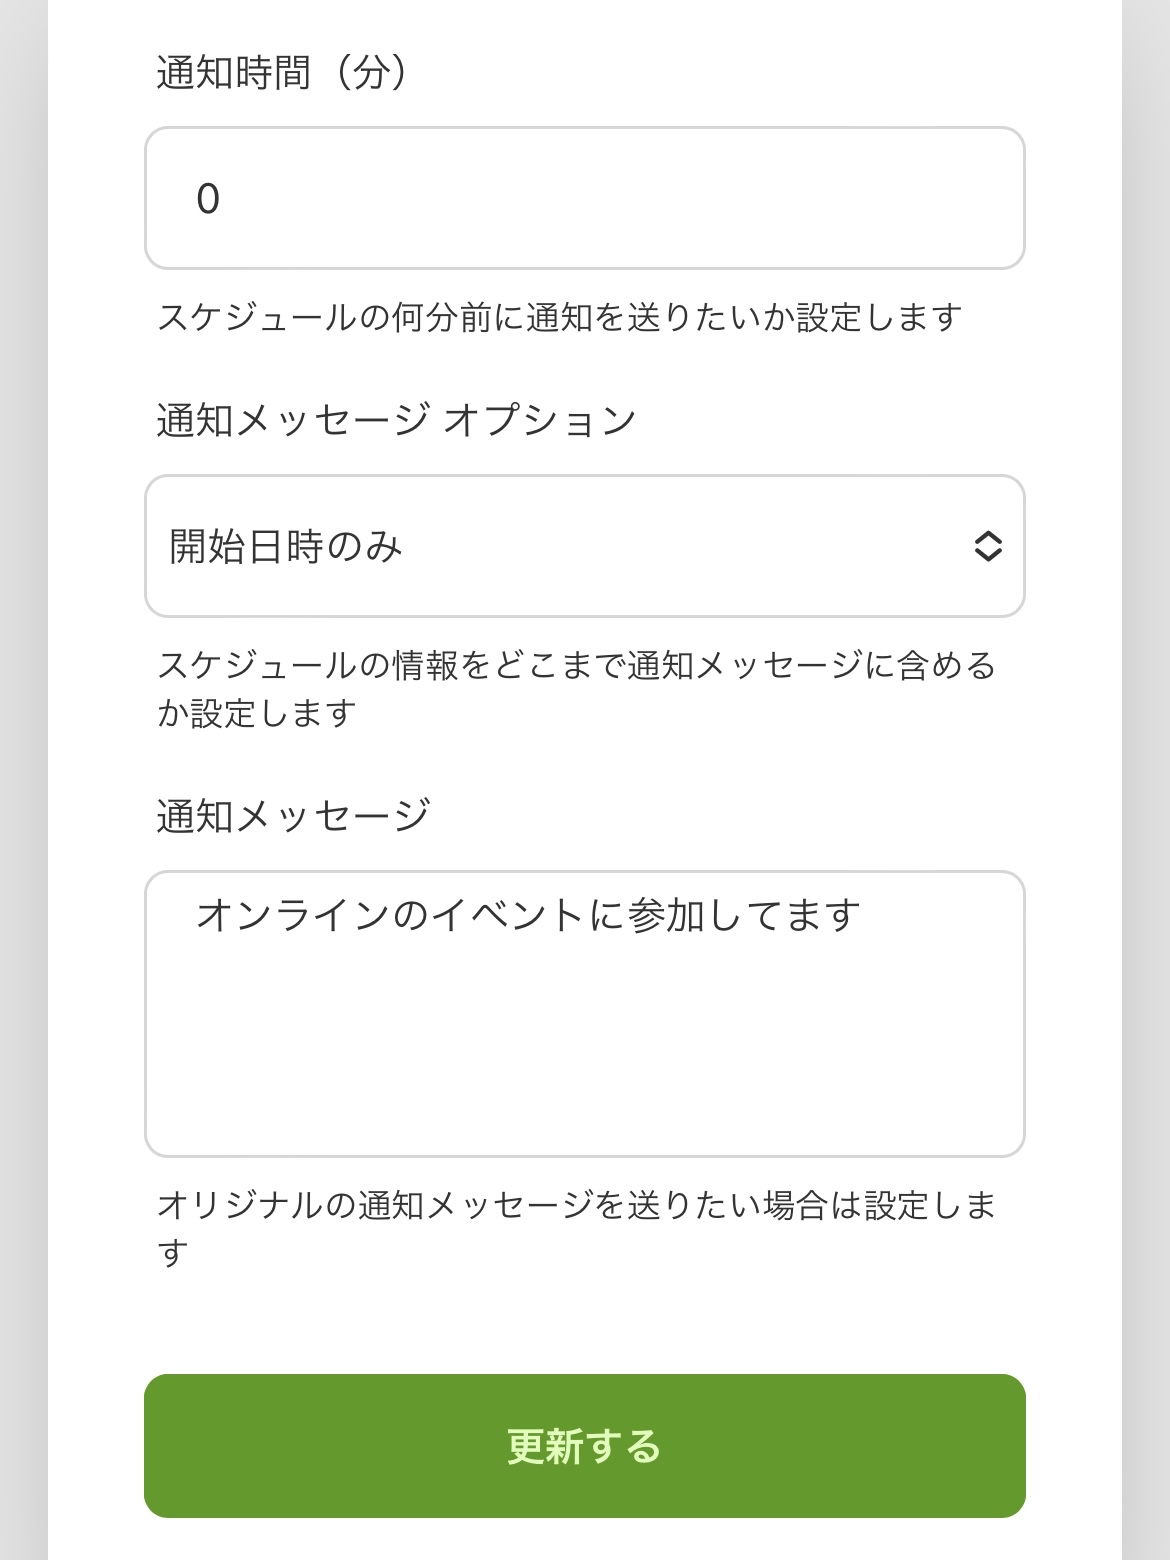 通知時間（分）
0
スケジュールの何分前に通知を送りたいか設定します
通知メッセージ オプション
開始日時のみ
スケジュールの情報をどこまで通知メッセージに含める
か設定します
通知メッセージ
オンラインのイベントに参加してます
オリジナルの通知メッセージを送りたい場合は設定しま
す
更新する